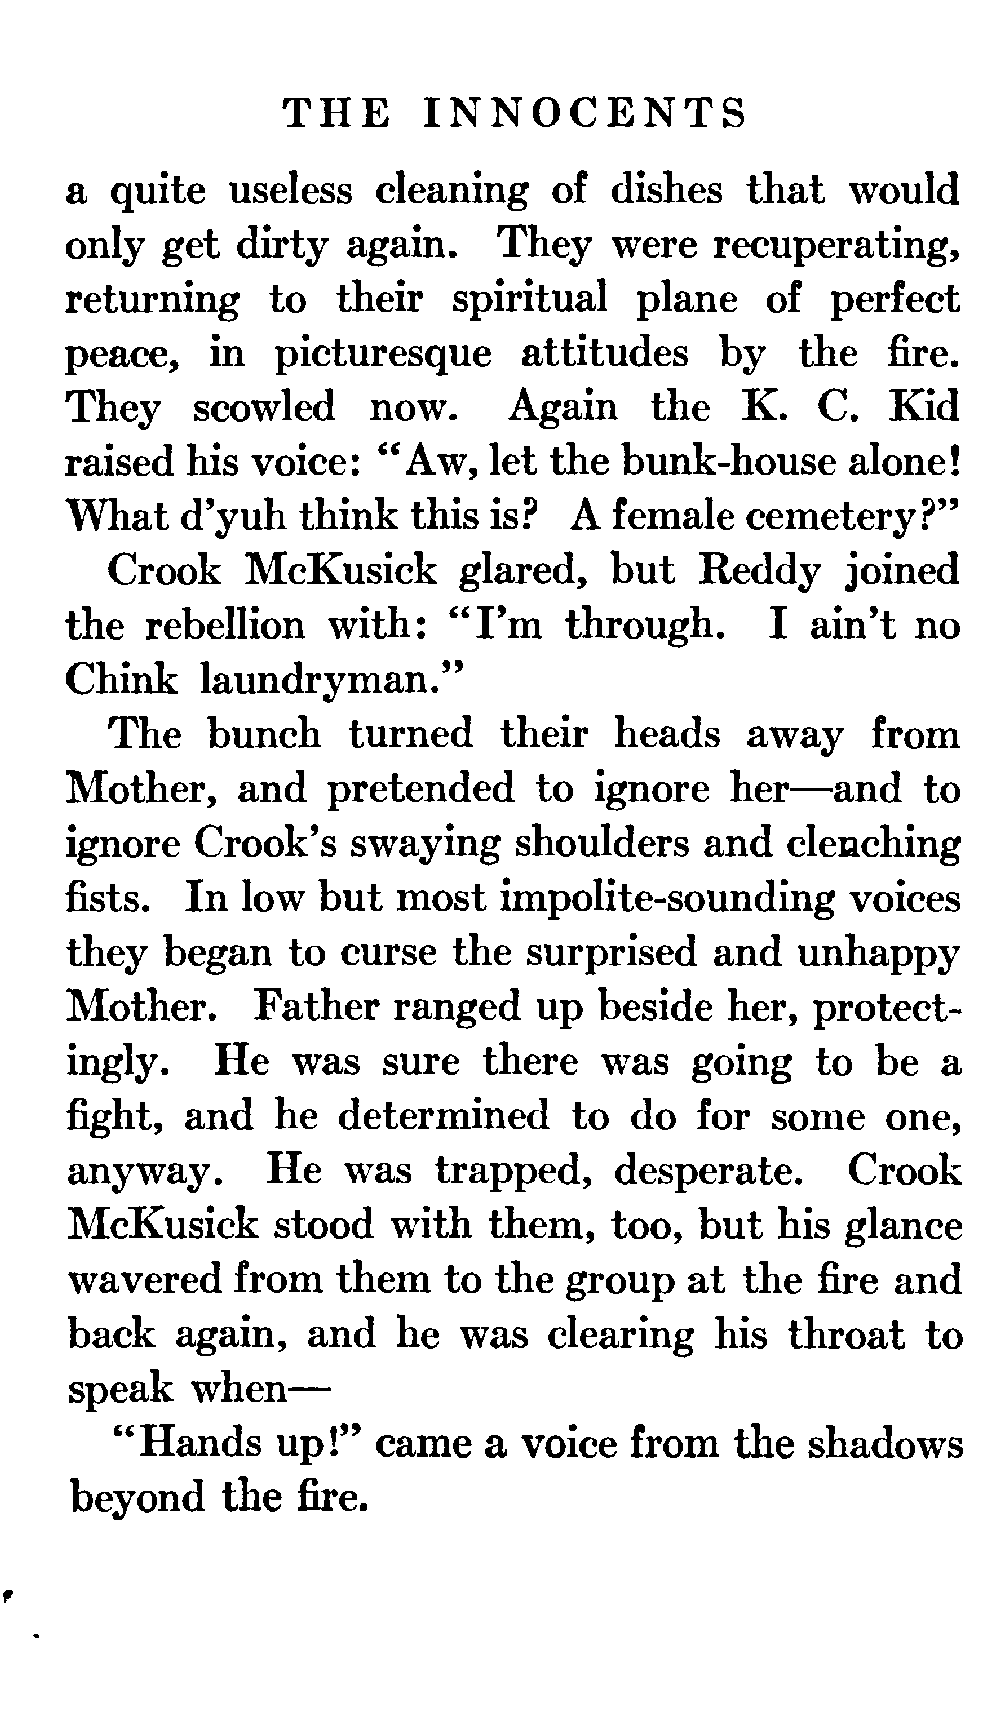 THE INNOCENTS
a quite useless cleaning of dishes that would
only get dirty again. They were recuperating,
returning to their spiritual plane of perfect
peace, in picturesque attitudes by the fire.
They scowled now. Again the K. C. Kid
raised his voice: “Aw, let the bunk-house alone!
What d’yuh think this is? A female cemetery?”
Crook McKusick glared, but Reddy joined
the rebellion with: “I’m through. I ain’t no
Chink laundryman.”
The bunch turned their heads away from
Mother, and pretended to ignore her—and to
ignore Crook’s swaying shoulders and clenching
fists. In low but most impolite-sounding voices
they began to curse the surprised and unhappy
Mother. Father ranged up beside her, protect-
ingly. He was sure there was going to be a
fight, and he determined to do for some one,
anyway. He was trapped, desperate. Crook
McKusick stood with them, too, but his glance
wavered from them to the group at the fire and
back again, and he was clearing his throat to
speak when—
“Hands up!” came a voice from the shadows
beyond the fire.